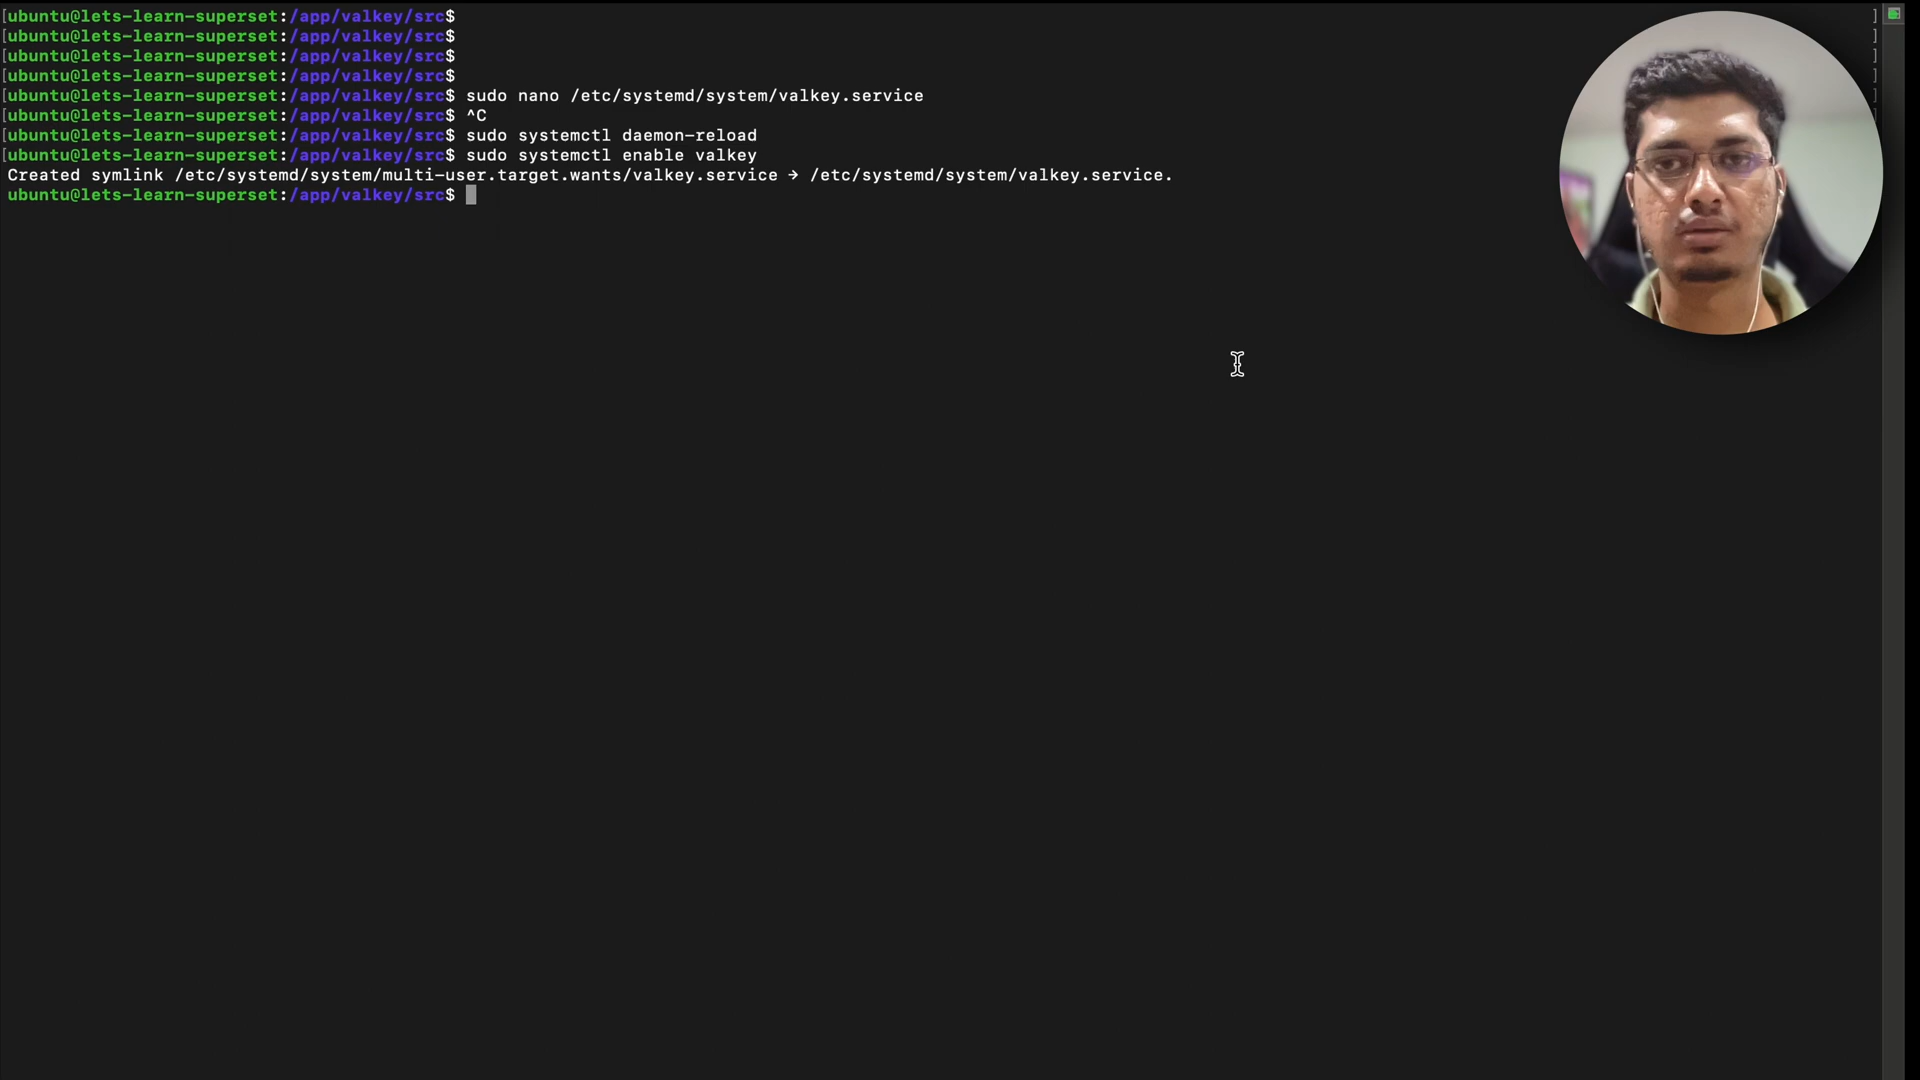 [ubuntu@lets-learn-superset:/app/valkey/src$ ]
[ubuntu@lets-learn-superset:/app/valkey/src$ ]
[ubuntu@lets-learn-superset:/app/valkey/src$ ]
[ubuntu@lets-learn-superset:/app/valkey/src$ ]
[ubuntu@lets-learn-superset:/app/valkey/src$ sudo nano /etc/systemd/system/valkey.service ]
[ubuntu@lets-learn-superset:/app/valkey/src$ ^C ]
[ubuntu@lets-learn-superset:/app/valkey/src$ sudo systemctl daemon-reload
[ubuntu@lets-learn-superset:/app/valkey/src$ sudo systemctl enable valkey
Created symlink /etc/systemd/system/multi-user.target.wants/valkey.service → /etc/systemd/system/valkey.service.
ubuntu@lets-learn-superset:/app/valkey/src$